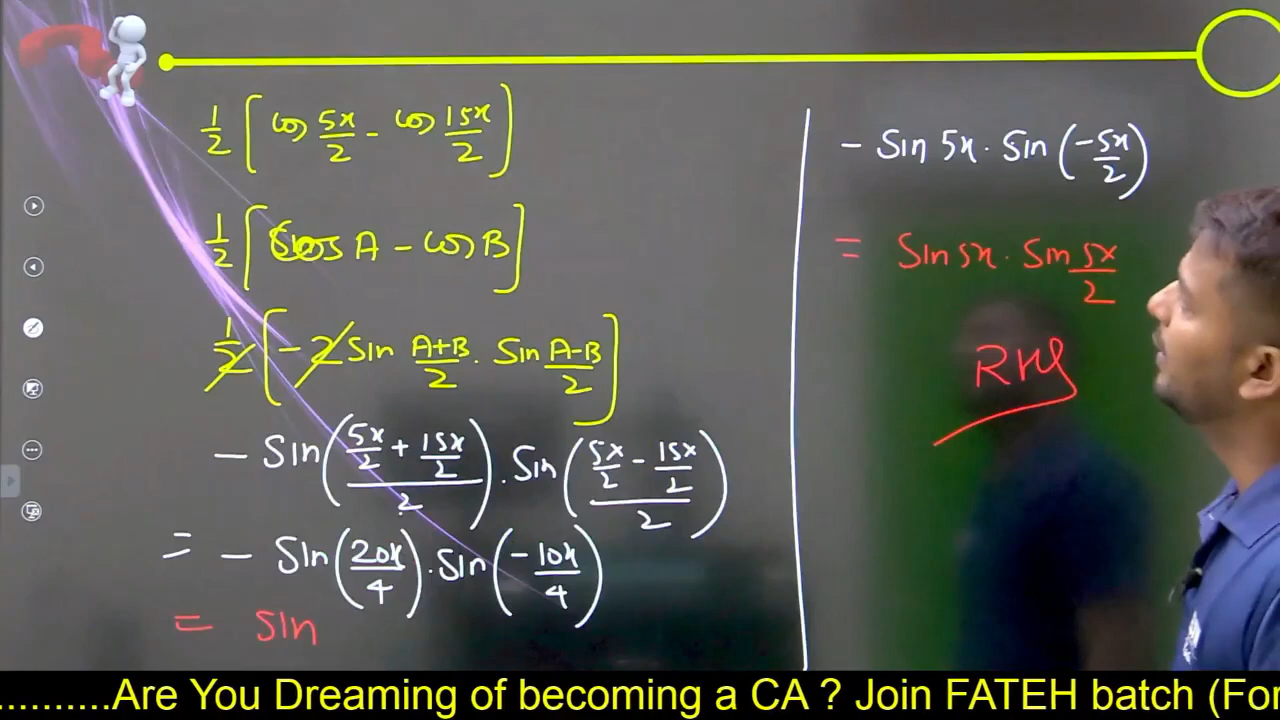 1/2 [cos 5x/2 - cos 15x/2]
1/2 [cos A - cos B]
1/2 [-2 Sin A+B/2 . Sin A-B/2]
- Sin((5x/2 + 15x/2)/2) . Sin((5x/2 - 15x/2)/2)
= - Sin(20x/4) . Sin(-10x/4)
= Sin
- Sin 5x . Sin(-5x/2)
= Sin 5x . Sin 5x/2
RHS
..........Are You Dreaming of becoming a CA ? Join FATEH batch (For